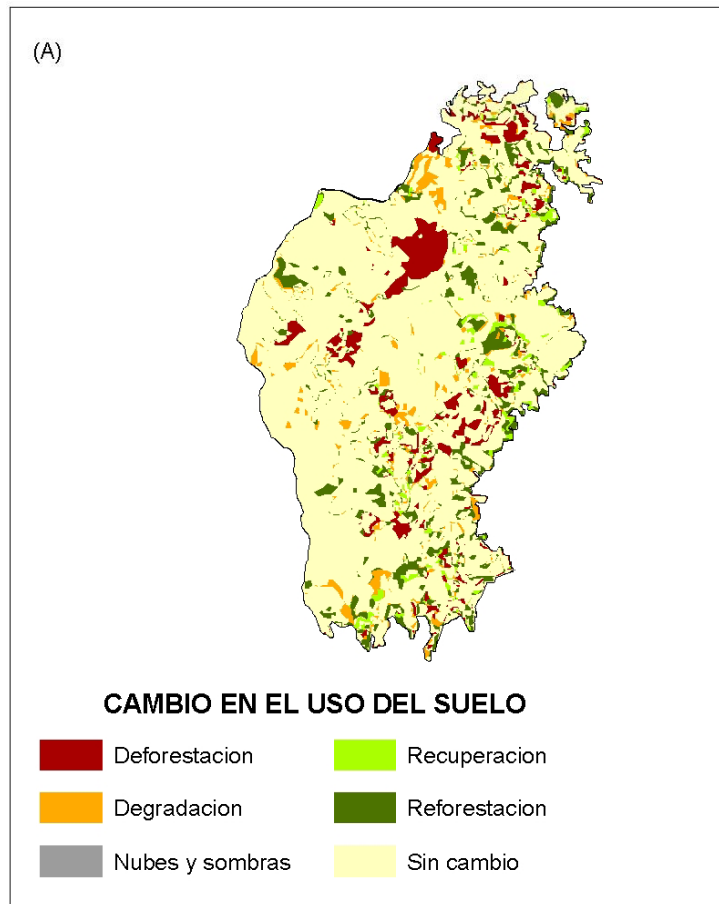 (A)
CAMBIO EN EL USO DEL SUELO
Deforestacion
Recuperacion
Degradacion
Reforestacion
Nubes y sombras
Sin cambio